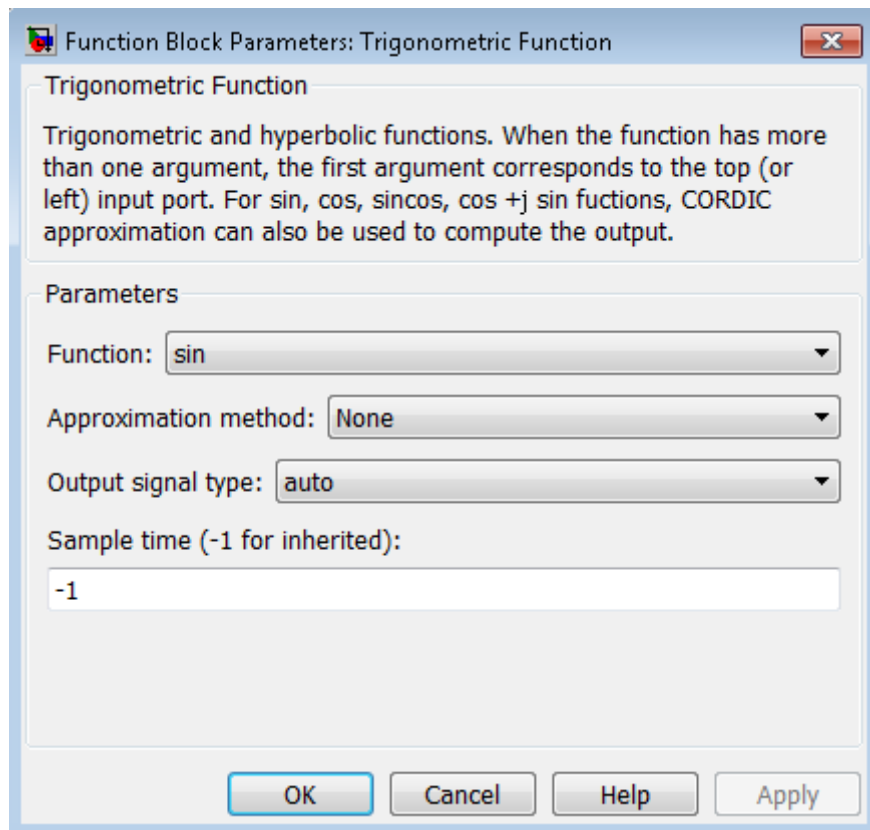 Function Block Parameters: Trigonometric Function
Trigonometric Function
Trigonometric and hyperbolic functions. When the function has more
than one argument, the first argument corresponds to the top (or
left) input port. For sin, cos, sincos, cos +j sin fuctions, CORDIC
approximation can also be used to compute the output.
Parameters
Function: sin
Approximation method: None
Output signal type: auto
Sample time (-1 for inherited):
-1
OK Cancel Help Apply